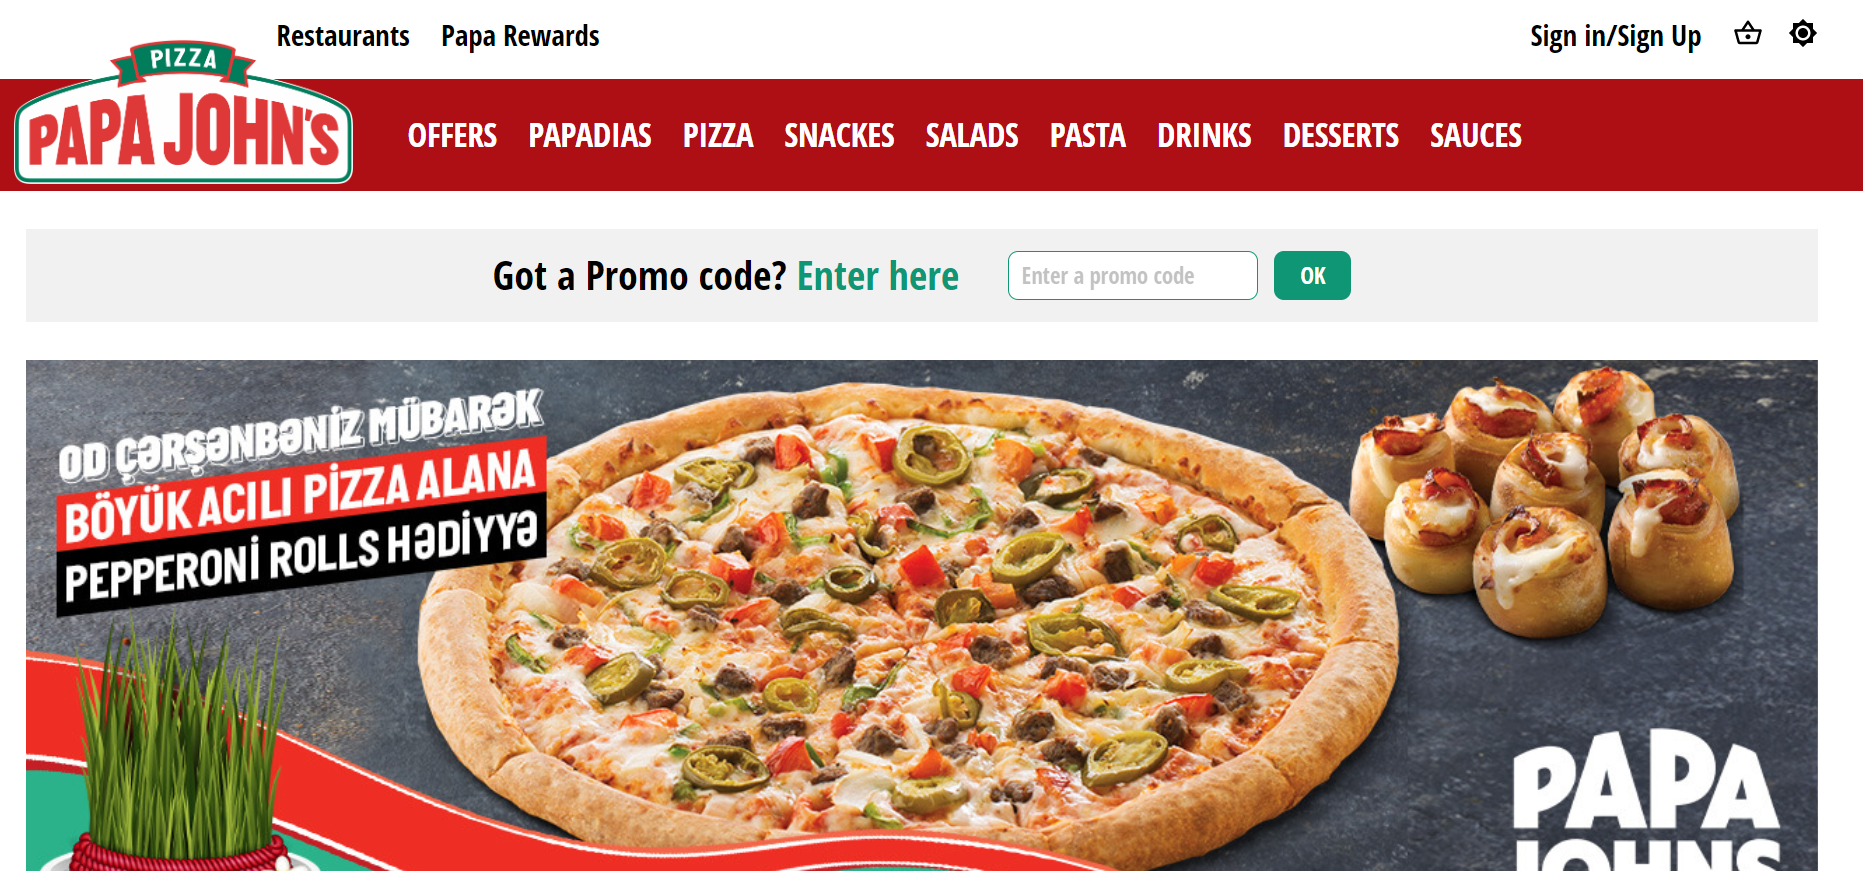 Restaurants Papa Rewards Sign in/Sign Up
PIZZA
PAPA JOHN'S
OFFERS PAPADIAS PIZZA SNACKES SALADS PASTA DRINKS DESSERTS SAUCES
Got a Promo code? Enter here Enter a promo code OK
OD ÇƏRŞƏNBƏNİZ MÜBARƏK
BÖYÜK ACILI PİZZA ALANA
PEPPERONİ ROLLS HƏDİYYƏ
PAPA
JOHNS